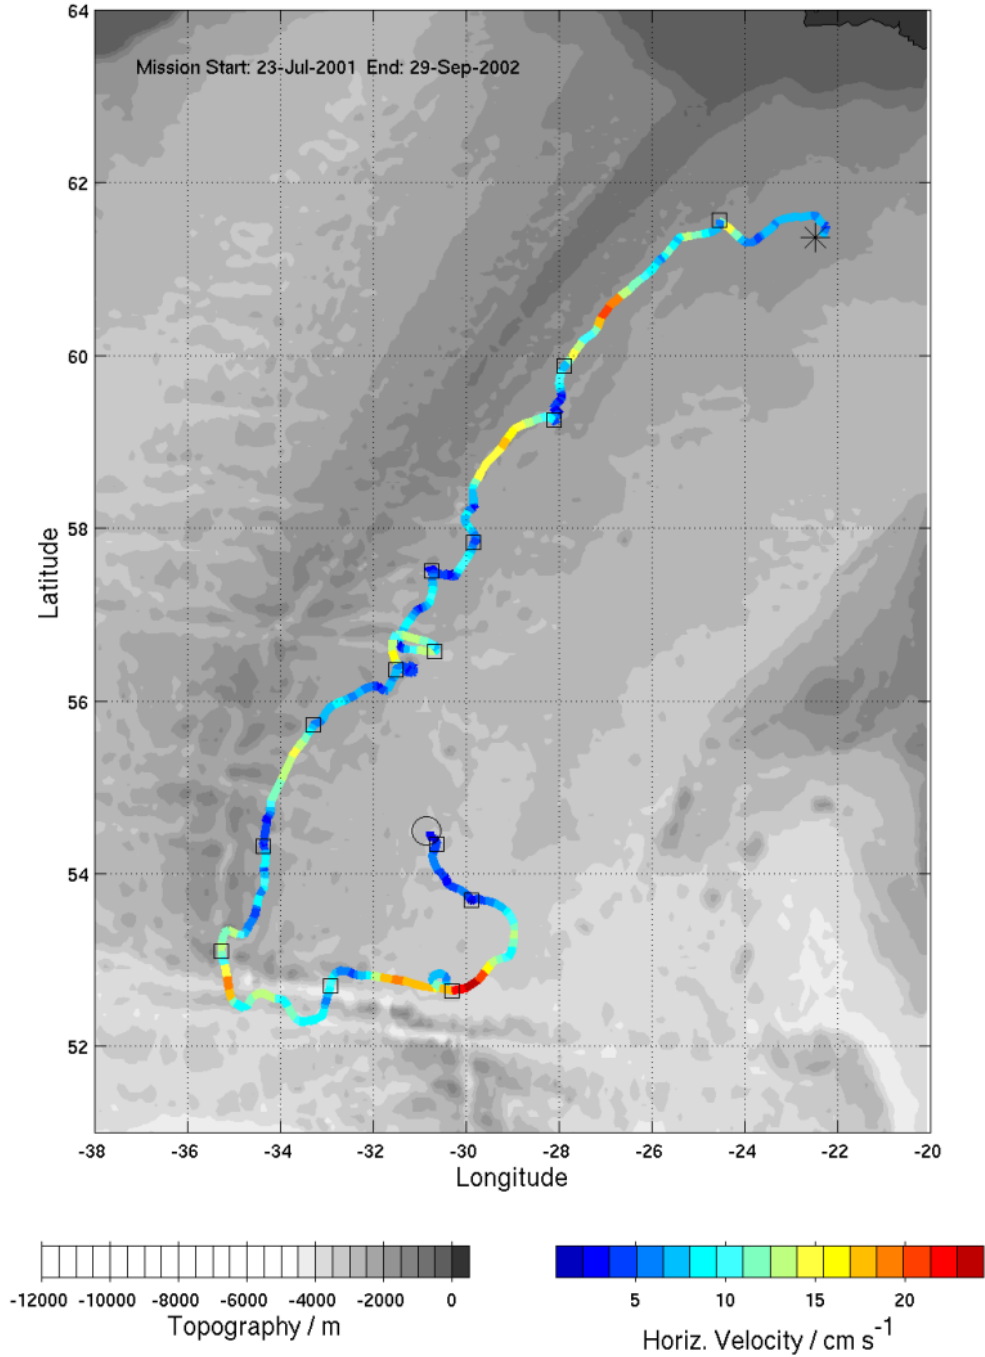 Mission Start: 23-Jul-2001 End: 29-Sep-2002
64
62
60
58
56
54
52
Latitude
-38 -36 -34 -32 -30 -28 -26 -24 -22 -20
Longitude
-12000 -10000 -8000 -6000 -4000 -2000 0
Topography / m
5 10 15 20
Horiz. Velocity / cm s⁻¹